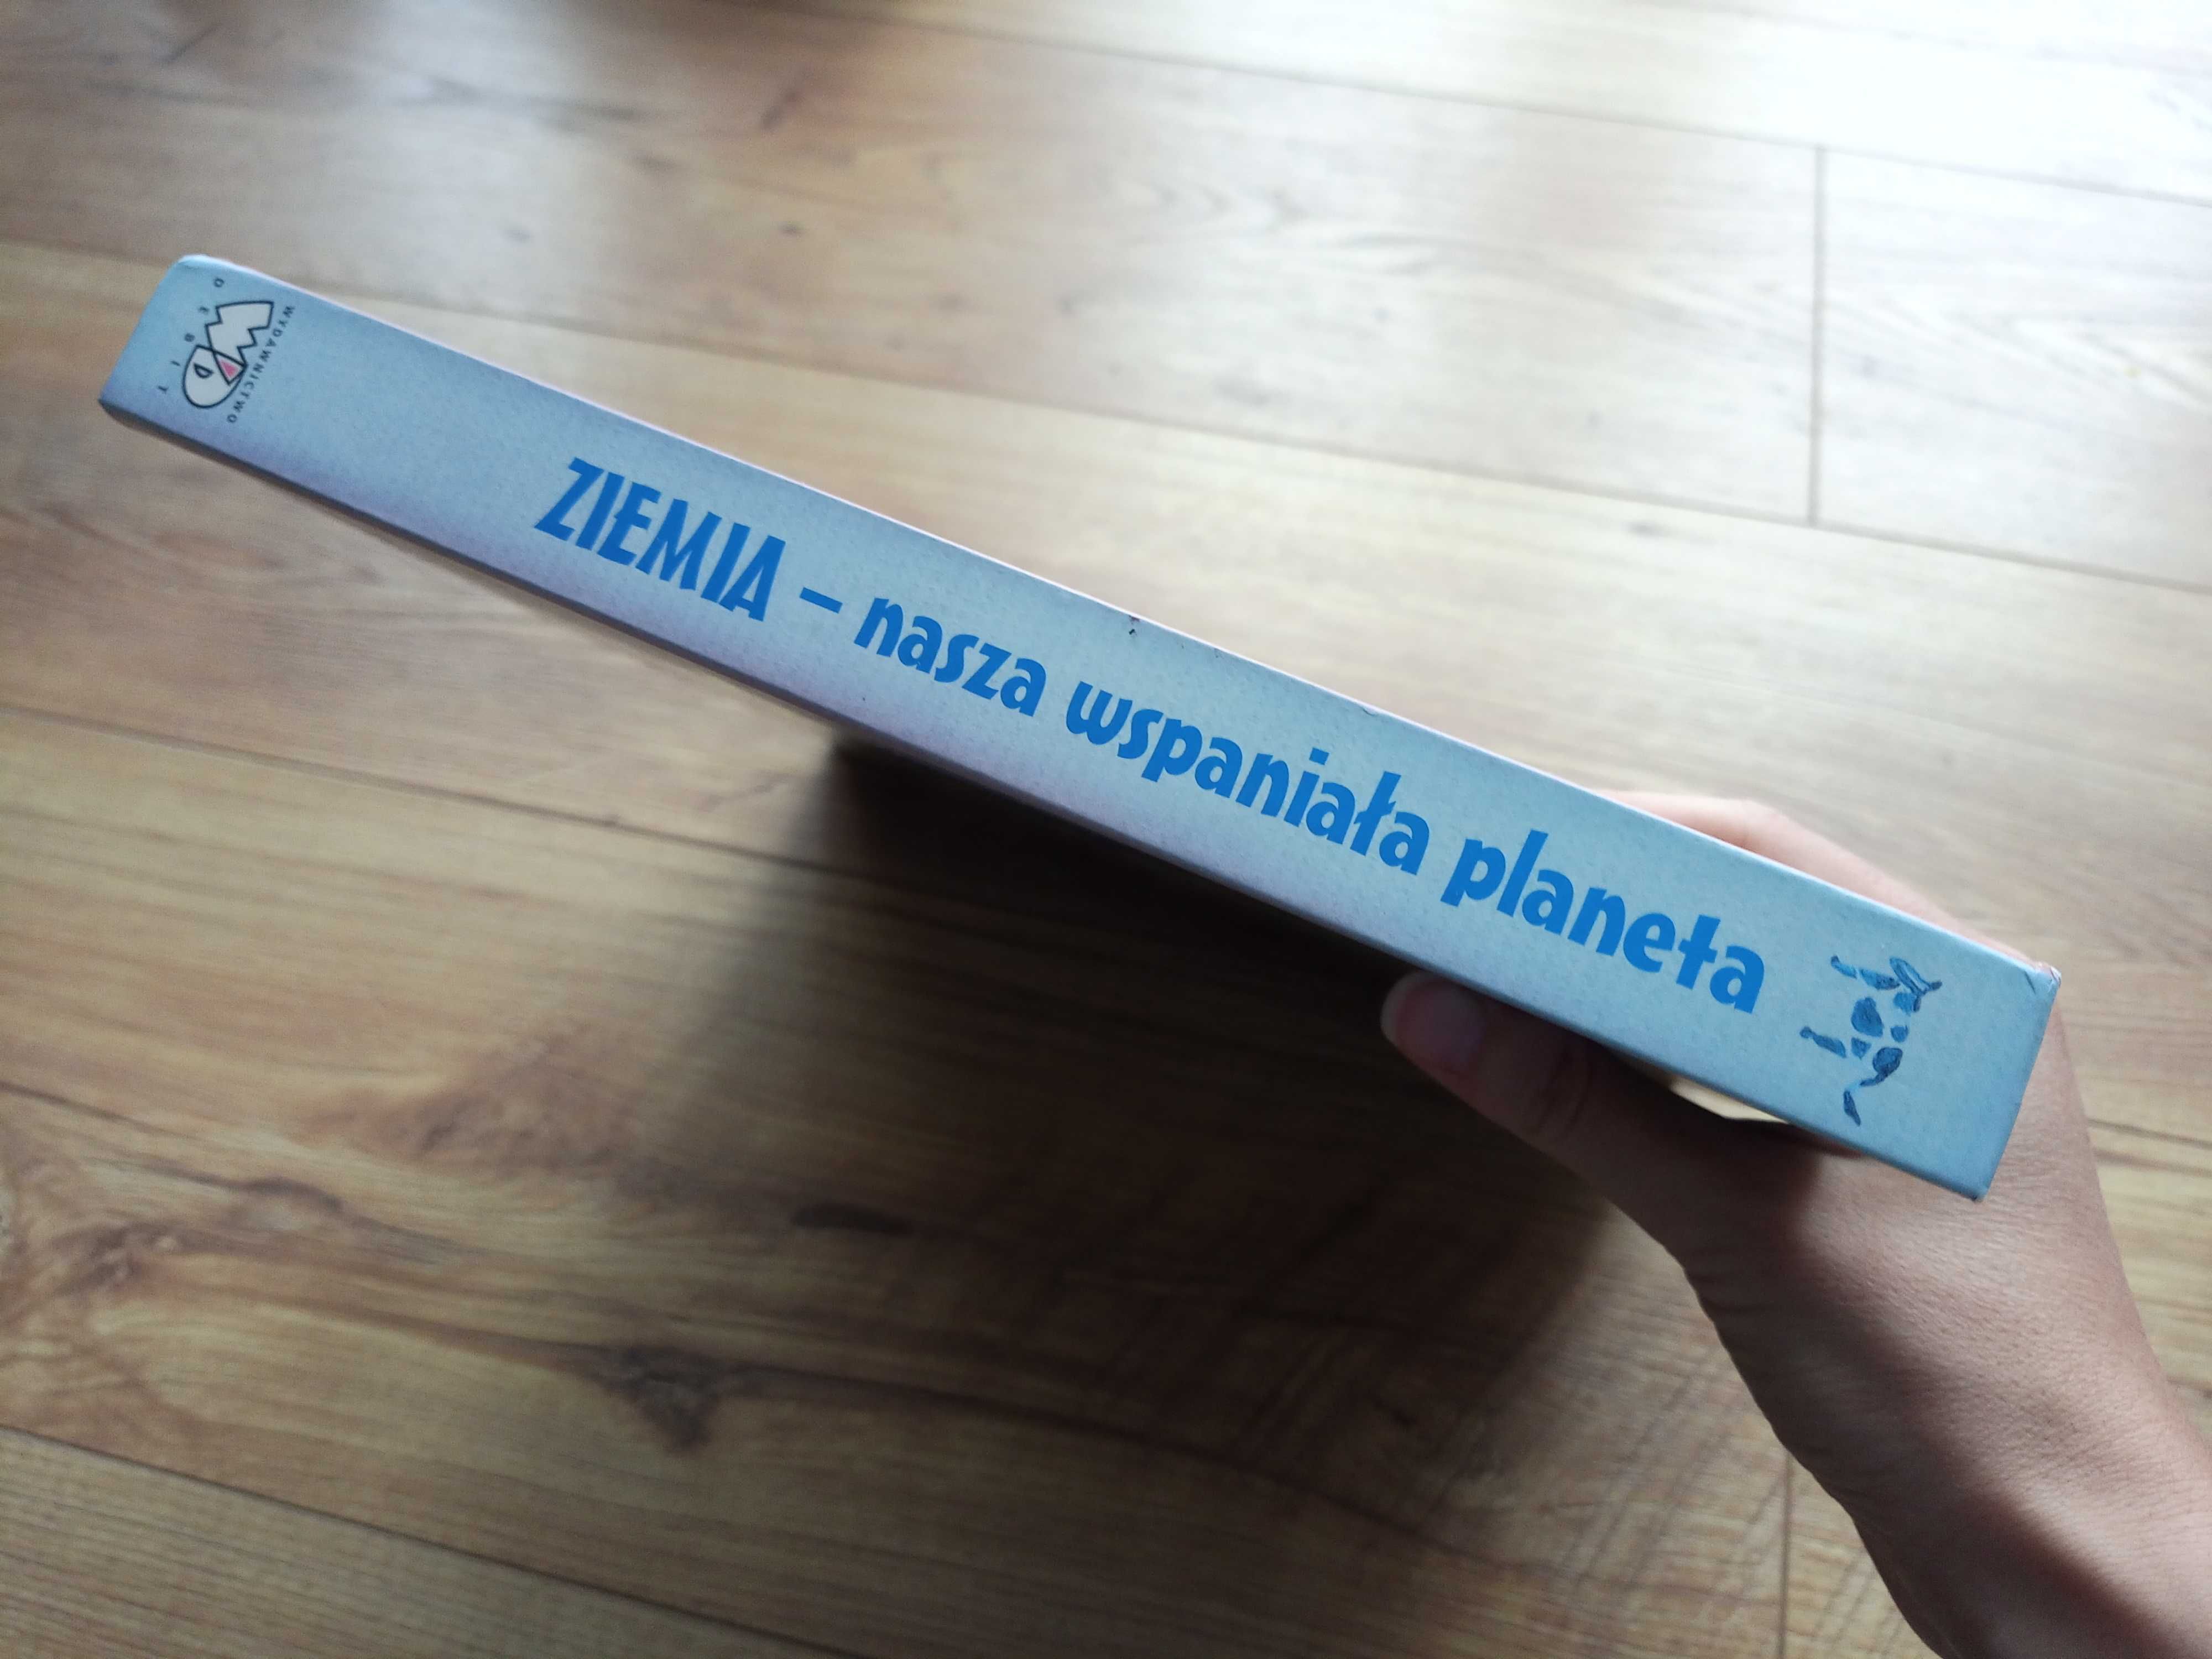 WYDAWNICTWO
DEBIT
ZIEMIA – nasza wspaniała planeta